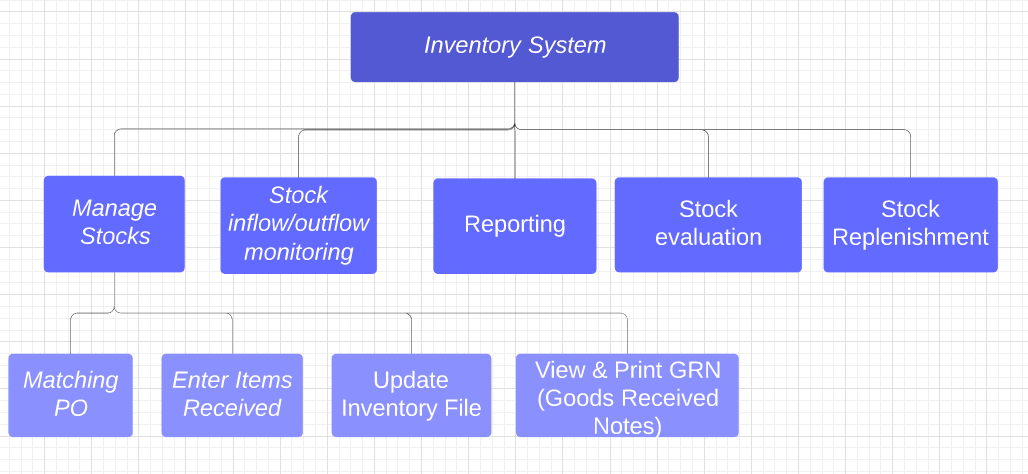 Inventory System
Manage
Stocks
Stock
inflow/outflow
monitoring
Reporting
Stock
evaluation
Stock
Replenishment
Matching
PO
Enter Items
Received
Update
Inventory File
View & Print GRN
(Goods Received
Notes)